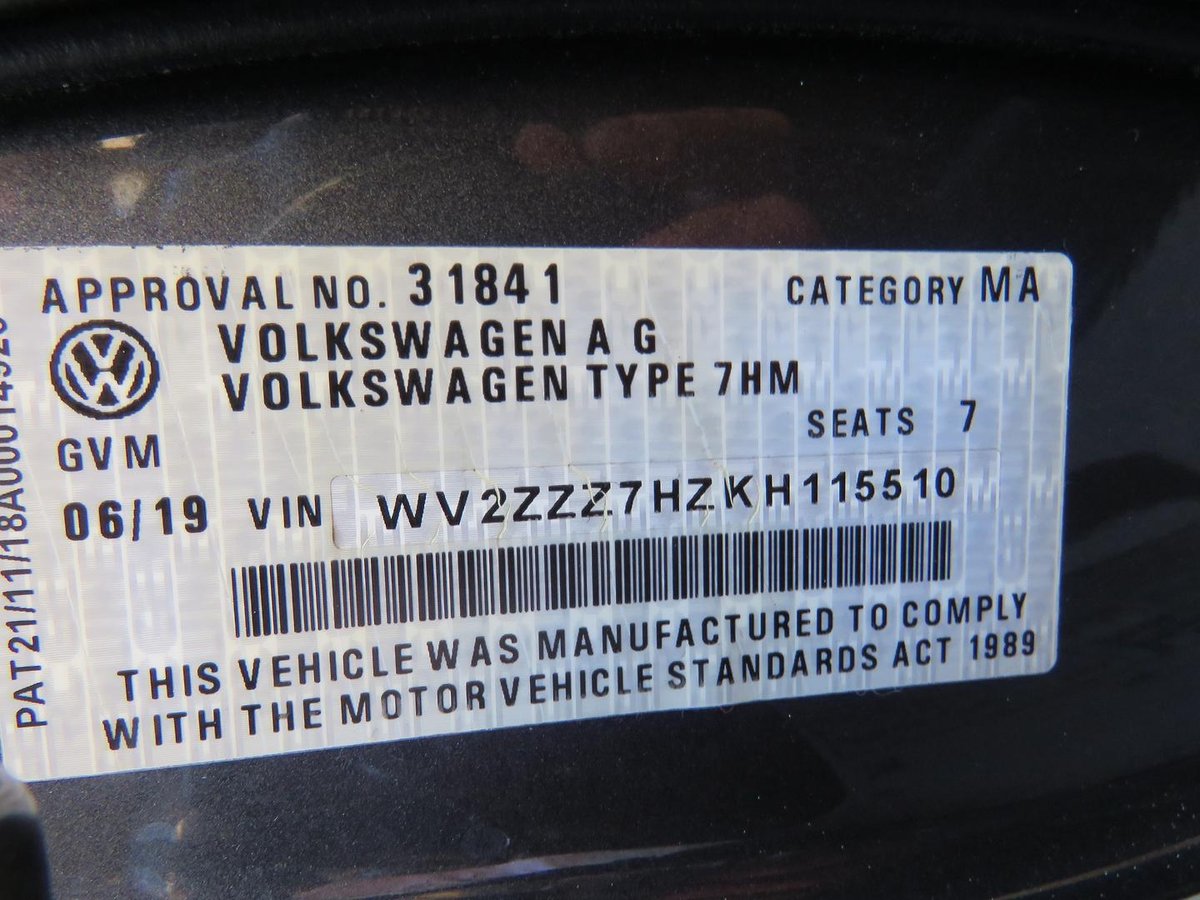 APPROVAL NO. 31841 CATEGORY MA
VOLKSWAGEN AG
VOLKSWAGEN TYPE 7HM
SEATS 7
GVM
06/19 VIN WV2ZZZ7HZKH115510
THIS VEHICLE WAS MANUFACTURED TO COMPLY
WITH THE MOTOR VEHICLE STANDARDS ACT 1989